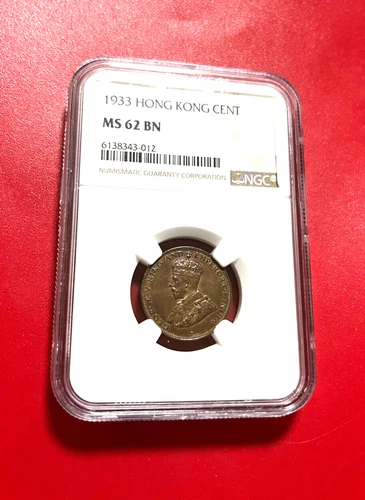 1933 HONG KONG CENT
MS 62 BN
6138343-012
NUMISMATIC GUARANTY CORPORATION
NGC